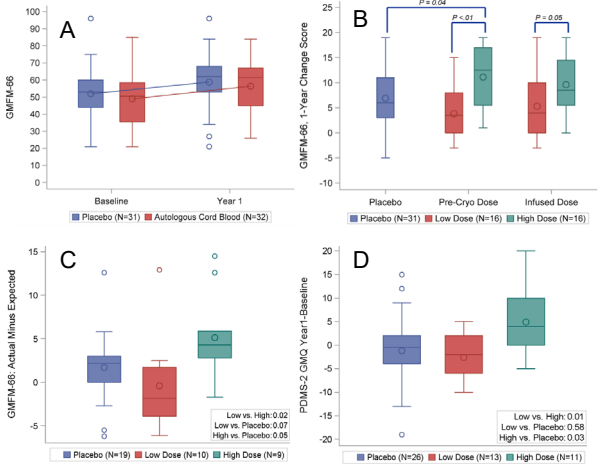 A
GMFM-66
100
90
80
70
60
50
40
30
20
10
0
Baseline
Year 1
Placebo (N=31)
Autologous Cord Blood (N=32)
B
GMFM-66, 1-Year Change Score
25
20
15
10
5
0
-5
-10
P = 0.04
P <.01
P = 0.05
Placebo
Pre-Cryo Dose
Infused Dose
Placebo (N=31)
Low Dose (N=16)
High Dose (N=16)
C
GMFM-66: Actual Minus Expected
15
10
5
0
-5
Low vs. High: 0.02
Low vs. Placebo: 0.07
High vs. Placebo: 0.05
Placebo (N=19)
Low Dose (N=10)
High Dose (N=9)
D
PDMS-2 GMQ Year1-Baseline
20
15
10
5
0
-5
-10
-15
-20
Low vs. High: 0.01
Low vs. Placebo: 0.58
High vs. Placebo: 0.03
Placebo (N=26)
Low Dose (N=13)
High Dose (N=11)